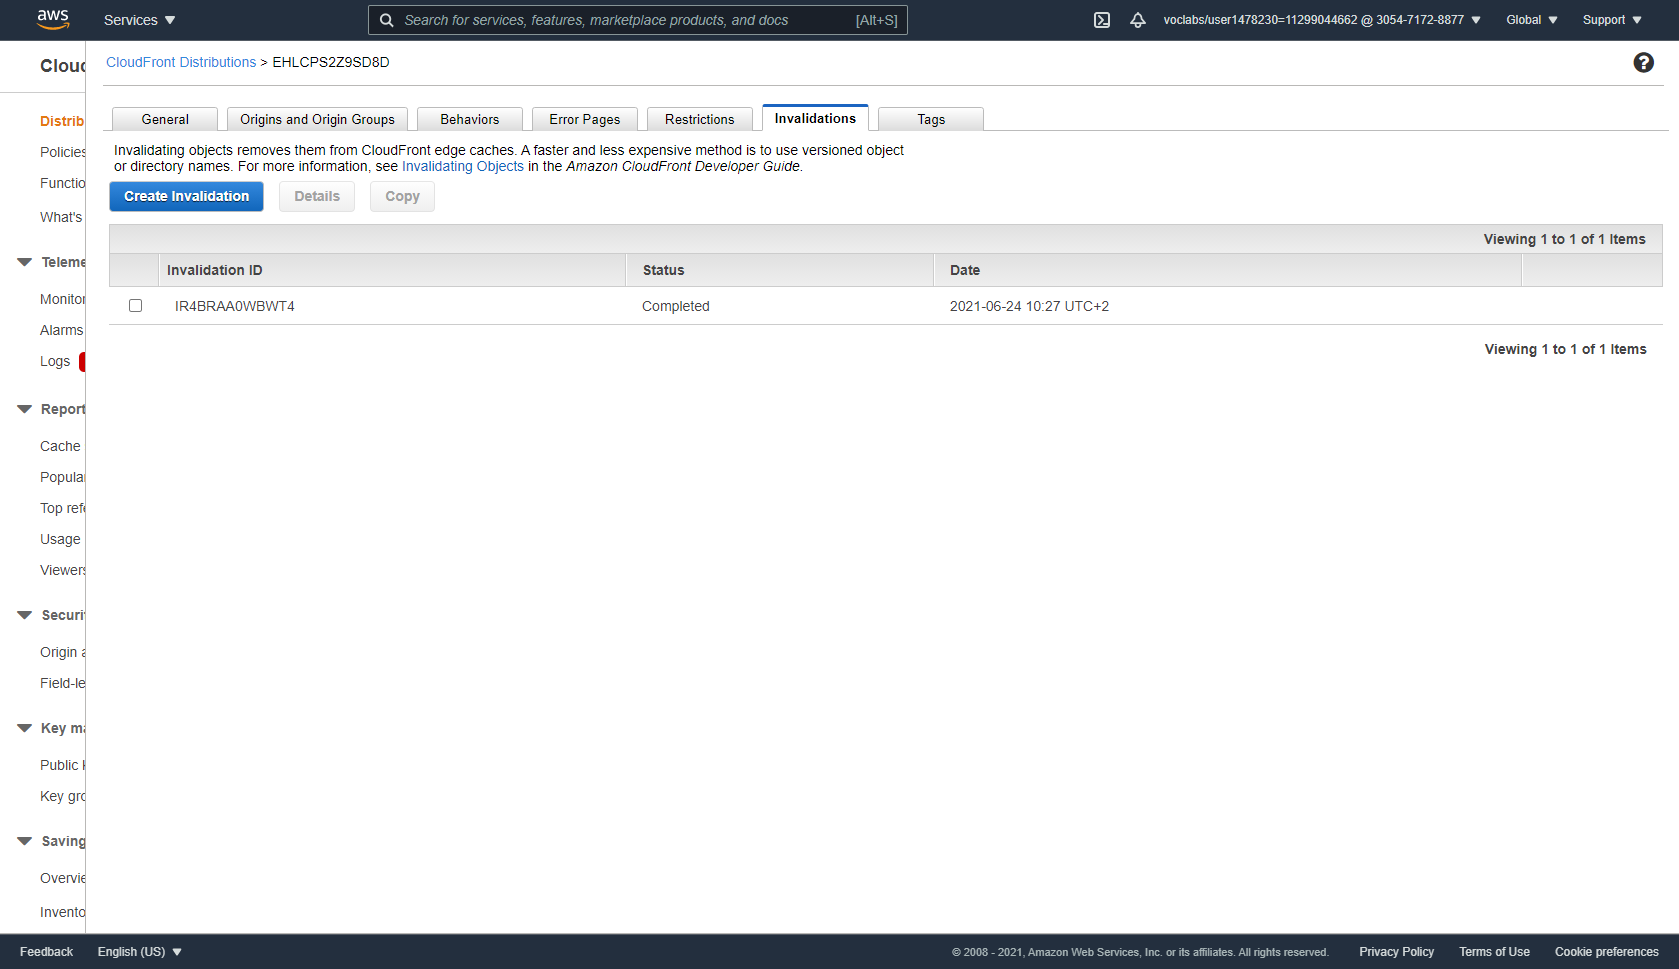 aws
Services
Search for services, features, marketplace products, and docs
[Alt+S]
voclabs/user1478230=11299044662 @ 3054-7172-8877
Global
Support
Cloud
CloudFront Distributions > EHLCPS2Z9SD8D
General
Origins and Origin Groups
Behaviors
Error Pages
Restrictions
Invalidations
Tags
Invalidating objects removes them from CloudFront edge caches. A faster and less expensive method is to use versioned object
or directory names. For more information, see Invalidating Objects in the Amazon CloudFront Developer Guide.
Create Invalidation
Details
Copy
Viewing 1 to 1 of 1 Items
Invalidation ID
Status
Date
IR4BRAA0WBWT4
Completed
2021-06-24 10:27 UTC+2
Viewing 1 to 1 of 1 Items
Distrib
Policies
Functio
What's
Teleme
Monitor
Alarms
Logs
Report
Cache
Popula
Top refe
Usage
Viewers
Securi
Origin a
Field-le
Key ma
Public k
Key gro
Saving
Overvie
Invento
Feedback
English (US)
© 2008 - 2021, Amazon Web Services, Inc. or its affiliates. All rights reserved.
Privacy Policy
Terms of Use
Cookie preferences